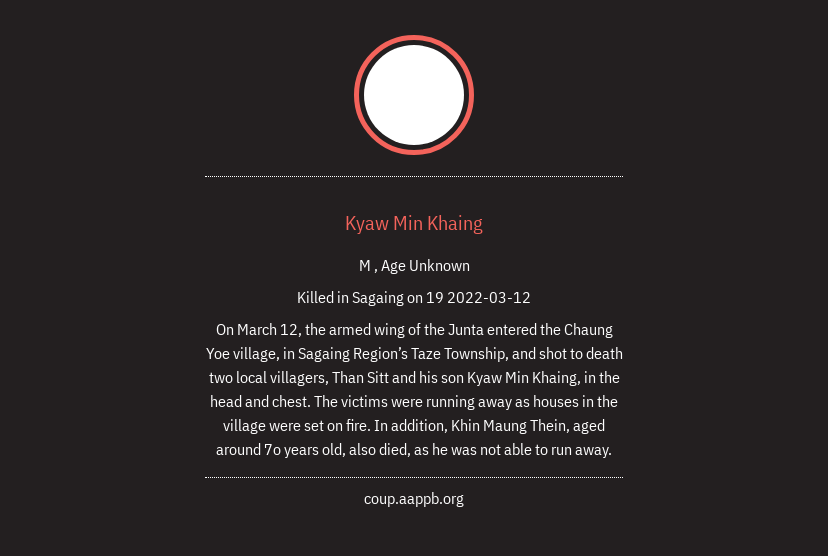 Kyaw Min Khaing
M , Age Unknown
Killed in Sagaing on 19 2022-03-12
On March 12, the armed wing of the Junta entered the Chaung
Yoe village, in Sagaing Region’s Taze Township, and shot to death
two local villagers, Than Sitt and his son Kyaw Min Khaing, in the
head and chest. The victims were running away as houses in the
village were set on fire. In addition, Khin Maung Thein, aged
around 7o years old, also died, as he was not able to run away.
coup.aappb.org